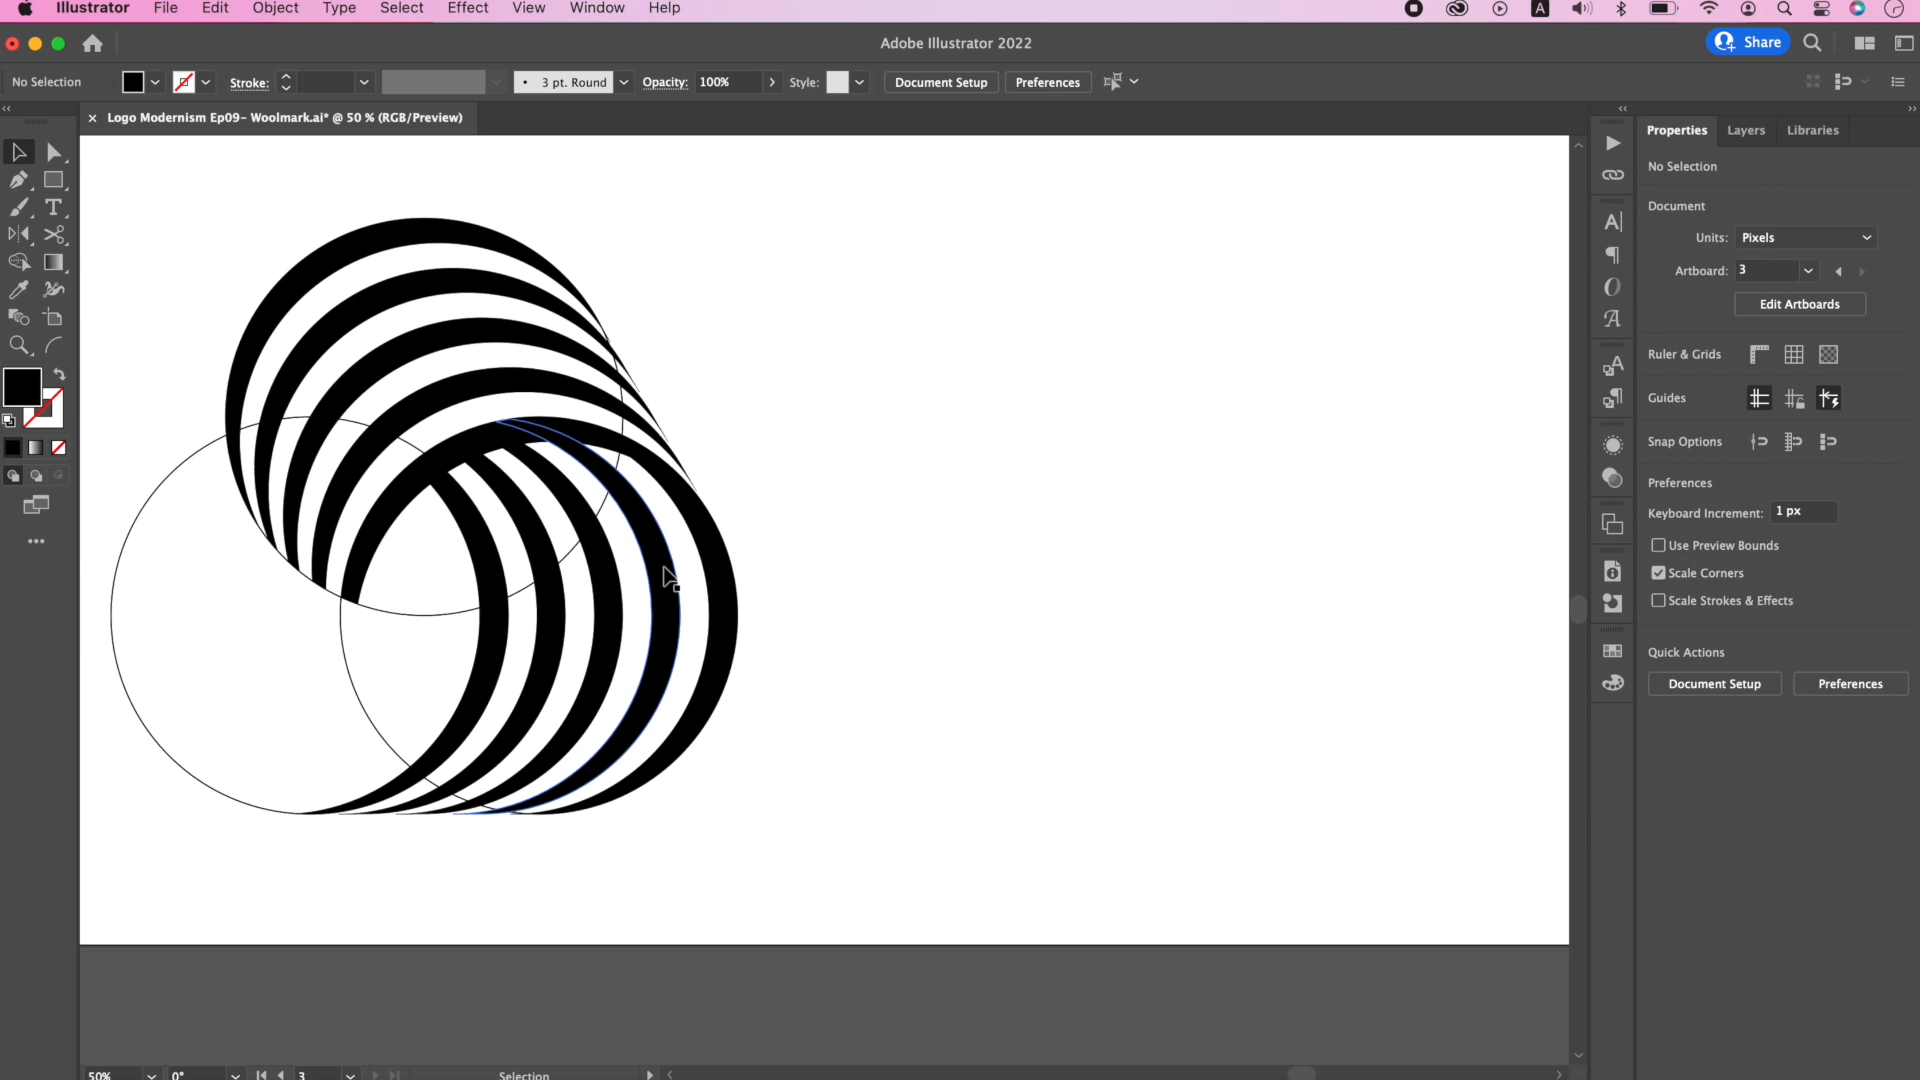 Illustrator File Edit Object Type Select Effect View Window Help
A
Adobe Illustrator 2022
Share
No Selection
Stroke:
• 3 pt. Round
Opacity: 100%
Style:
Document Setup
Preferences
× Logo Modernism Ep09- Woolmark.ai* @ 50 % (RGB/Preview)
Properties Layers Libraries
No Selection
Document
Units: Pixels
Artboard: 3
Edit Artboards
Ruler & Grids
Guides
Snap Options
Preferences
Keyboard Increment: 1 px
Use Preview Bounds
Scale Corners
Scale Strokes & Effects
Quick Actions
Document Setup
Preferences
50% 0° 3 Selection